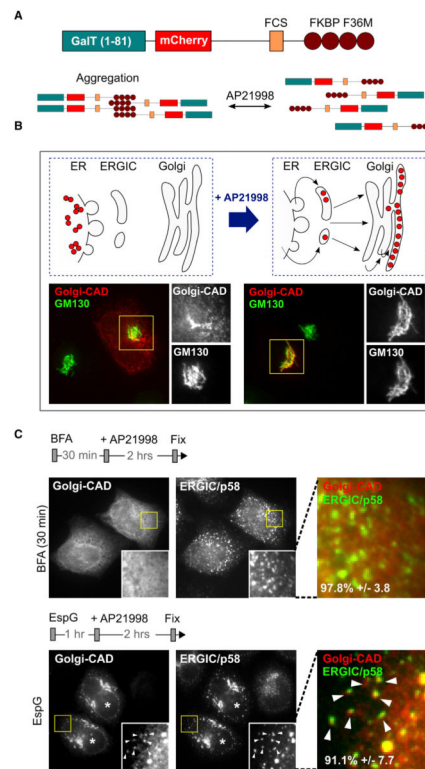 A
FCS FKBP F36M
GalT (1-81) mCherry
Aggregation
AP21998
B
ER ERGIC Golgi
+ AP21998
ER ERGIC Golgi
Golgi-CAD
GM130
Golgi-CAD
GM130
Golgi-CAD
GM130
Golgi-CAD
GM130
C
BFA + AP21998 Fix
30 min 2 hrs
BFA (30 min)
Golgi-CAD
ERGIC/p58
Golgi-CAD
ERGIC/p58
97.8% +/- 3.8
EspG + AP21998 Fix
1 hr 2 hrs
EspG
Golgi-CAD
*
*
ERGIC/p58
*
*
Golgi-CAD
ERGIC/p58
91.1% +/- 7.7